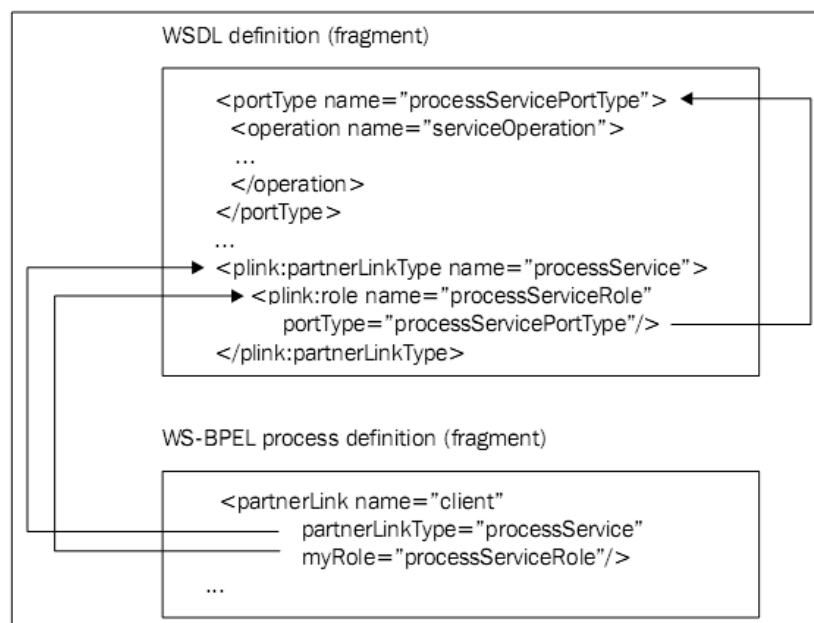 WSDL definition (fragment)
<portType name=”processServicePortType”>
<operation name=”serviceOperation”>
...
</operation>
</portType>
...
<plink:partnerLinkType name=”processService”>
<plink:role name=”processServiceRole”
portType=”processServicePortType”/>
</plink:partnerLinkType>
WS-BPEL process definition (fragment)
<partnerLink name=”client”
partnerLinkType=”processService”
myRole=”processServiceRole”/>
...